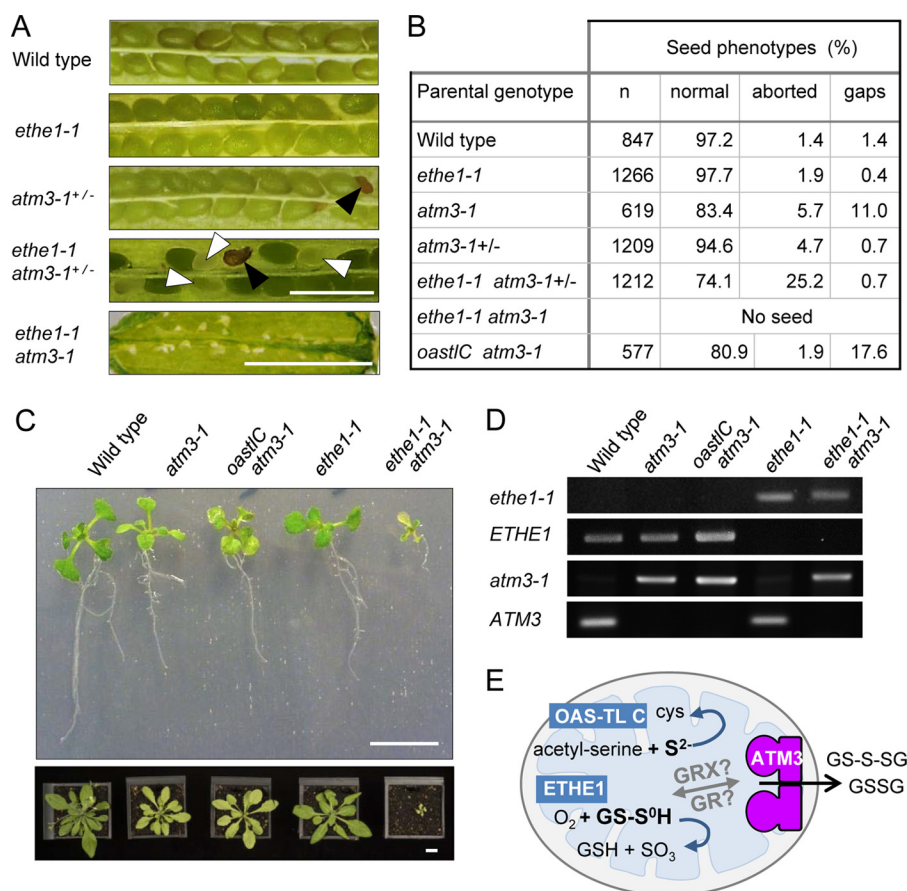 A
Wild type
ethe1-1
atm3-1+/-
ethe1-1
atm3-1+/-
ethe1-1
atm3-1
B
Seed phenotypes (%)
Parental genotype n normal aborted gaps
Wild type 847 97.2 1.4 1.4
ethe1-1 1266 97.7 1.9 0.4
atm3-1 619 83.4 5.7 11.0
atm3-1+/- 1209 94.6 4.7 0.7
ethe1-1 atm3-1+/- 1212 74.1 25.2 0.7
ethe1-1 atm3-1 No seed
oastlC atm3-1 577 80.9 1.9 17.6
C
Wild type
atm3-1
oastlC
atm3-1
ethe1-1
ethe1-1
atm3-1
D
Wild type
atm3-1
oastlC
atm3-1
ethe1-1
ethe1-1
atm3-1
ethe1-1
ETHE1
atm3-1
ATM3
E
OAS-TL C cys
acetyl-serine + S²⁻
ETHE1
O₂ + GS-S⁰H
GSH + SO₃
GRX?
GR?
ATM3
GS-S-SG
GSSG